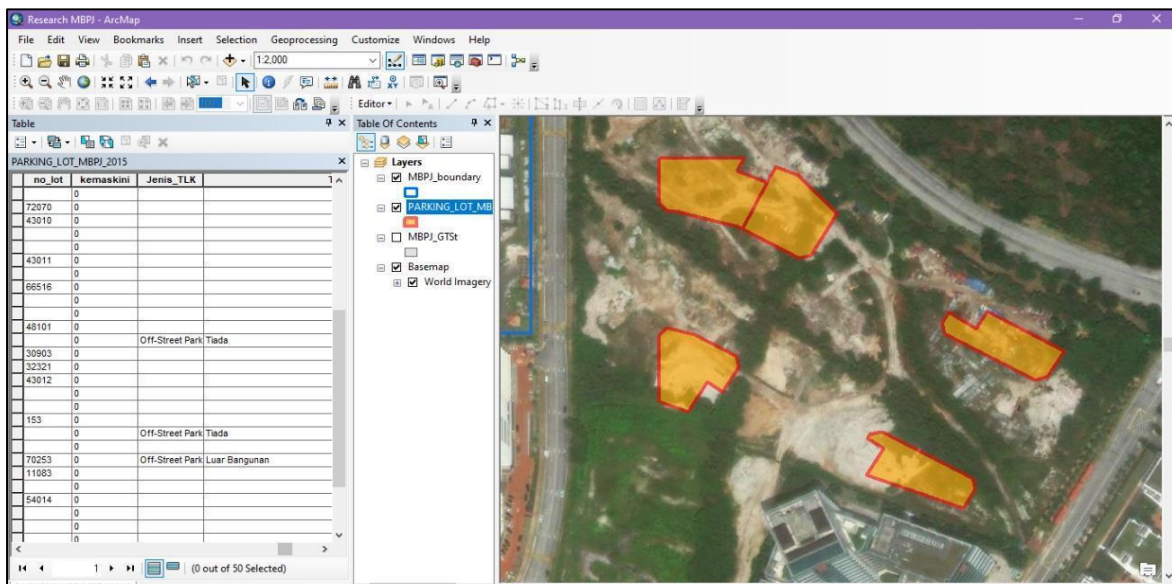 Research MBPJ - ArcMap
File Edit View Bookmarks Insert Selection Geoprocessing Customize Windows Help
1:2,000
Editor
Table
Table Of Contents
PARKING_LOT_MBPJ_2015
no_lot kemaskini Jenis_TLK
0
72070 0
43010 0
0
0
43011 0
0
66516 0
0
0
48101 0
0 Off-Street Park Tiada
30903 0
32321 0
43012 0
0
0
153 0
0 Off-Street Park Tiada
0
70253 0 Off-Street Park Luar Bangunan
11083 0
0
54014 0
0
0
0
1 (0 out of 50 Selected)
Layers
MBPJ_boundary
PARKING_LOT_MB
MBPJ_GTSt
Basemap
World Imagery